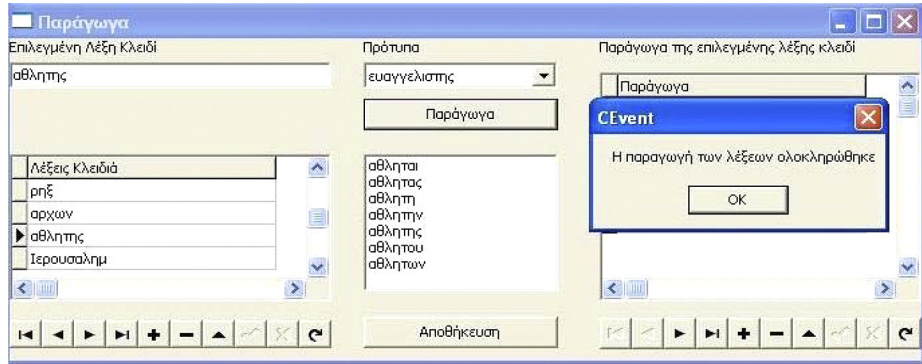 Παράγωγα
Επιλεγμένη Λέξη Κλειδί
αθλητης
Λέξεις Κλειδιά
ρηξ
αρχων
αθλητης
Ιερουσαλημ
Πρότυπα
ευαγγελιστης
Παράγωγα
αθληται
αθλητας
αθλητη
αθλητην
αθλητης
αθλητου
αθλητων
Αποθήκευση
Παράγωγα της επιλεγμένης λέξης κλειδί
Παράγωγα
CEvent
Η παραγωγή των λέξεων ολοκληρώθηκε
OK